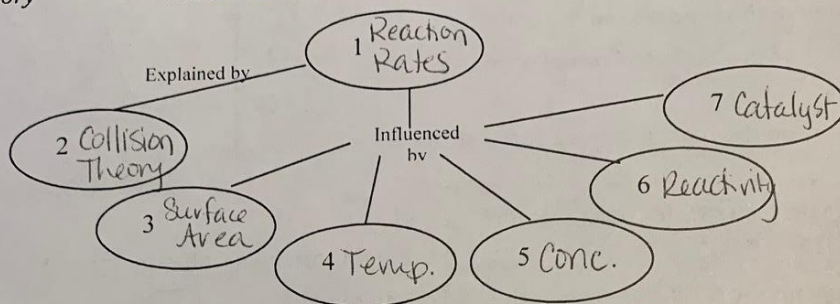 1 Reaction
Rates
Explained by
2 Collision
Theory
Influenced
by
7 Catalyst
6 Reactivity
3 Surface
Area
4 Temp.
5 Conc.